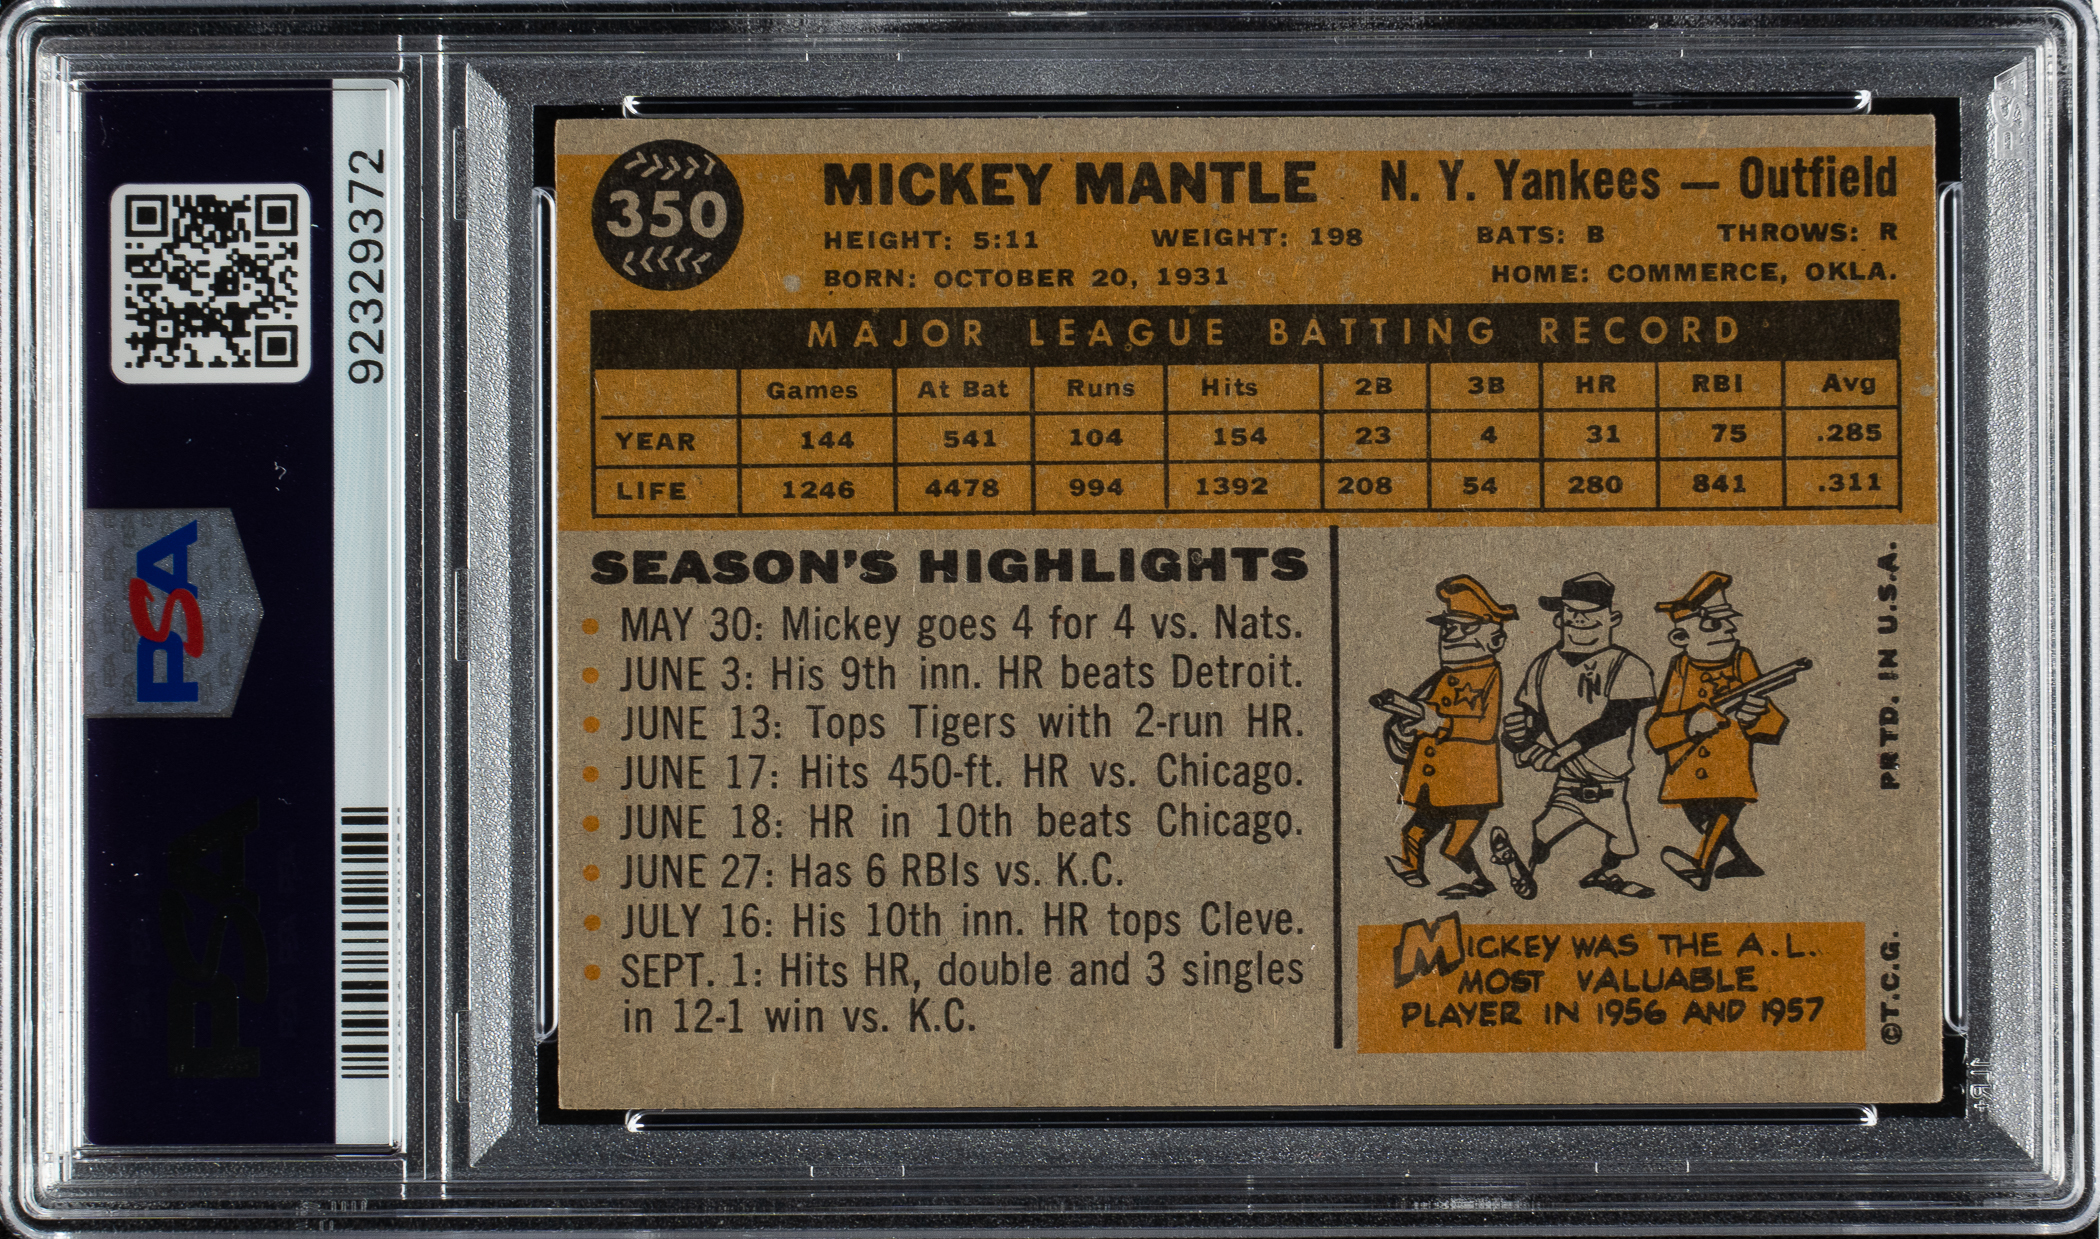 92329372
PSA
PSA
350
MICKEY MANTLE N. Y. Yankees — Outfield
HEIGHT: 5:11 WEIGHT: 198 BATS: B THROWS: R
BORN: OCTOBER 20, 1931 HOME: COMMERCE, OKLA.
MAJOR LEAGUE BATTING RECORD
Games At Bat Runs Hits 2B 3B HR RBI Avg
YEAR 144 541 104 154 23 4 31 75 .285
LIFE 1246 4478 994 1392 208 54 280 841 .311
SEASON'S HIGHLIGHTS
• MAY 30: Mickey goes 4 for 4 vs. Nats.
• JUNE 3: His 9th inn. HR beats Detroit.
• JUNE 13: Tops Tigers with 2-run HR.
• JUNE 17: Hits 450-ft. HR vs. Chicago.
• JUNE 18: HR in 10th beats Chicago.
• JUNE 27: Has 6 RBIs vs. K.C.
• JULY 16: His 10th inn. HR tops Cleve.
• SEPT. 1: Hits HR, double and 3 singles
in 12-1 win vs. K.C.
NY
MICKEY WAS THE A.L.
MOST VALUABLE
PLAYER IN 1956 AND 1957
©T.C.G. PRTD. IN U.S.A.